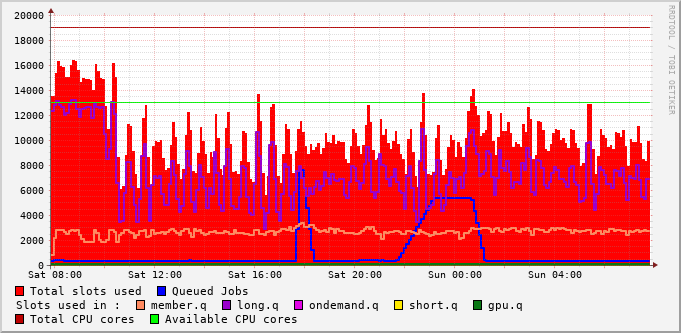 RRDTOOL / TOBI OETIKER
20000
18000
16000
14000
12000
10000
8000
6000
4000
2000
0
Sat 08:00 Sat 12:00 Sat 16:00 Sat 20:00 Sun 00:00 Sun 04:00
Total slots used Queued Jobs
Slots used in : member.q long.q ondemand.q short.q gpu.q
Total CPU cores Available CPU cores